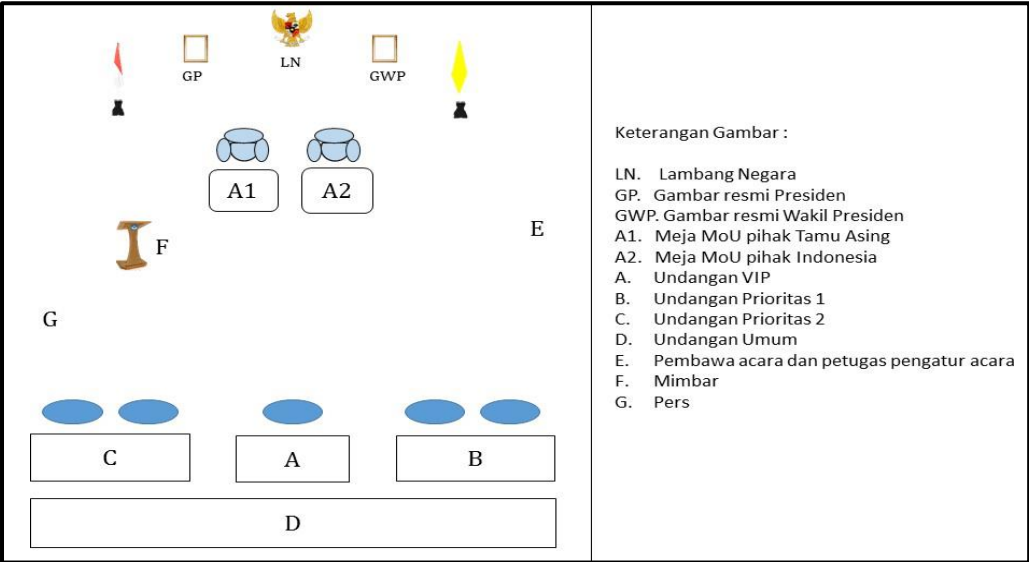 LN
GP
GWP
A1
A2
F
E
G
C
A
B
D
Keterangan Gambar :
LN. Lambang Negara
GP. Gambar resmi Presiden
GWP. Gambar resmi Wakil Presiden
A1. Meja MoU pihak Tamu Asing
A2. Meja MoU pihak Indonesia
A. Undangan VIP
B. Undangan Prioritas 1
C. Undangan Prioritas 2
D. Undangan Umum
E. Pembawa acara dan petugas pengatur acara
F. Mimbar
G. Pers